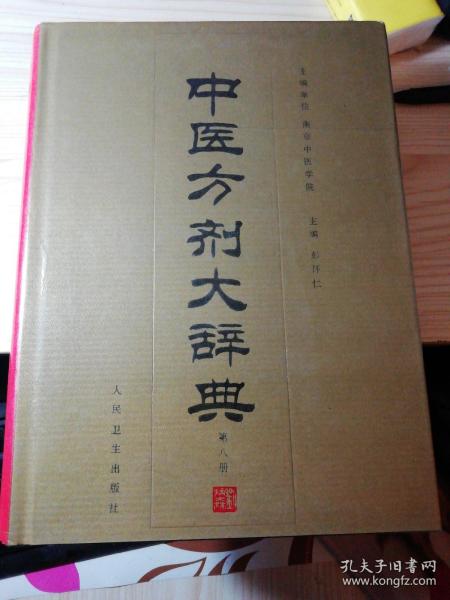 主编单位 南京中医学院
主编 彭怀仁
中医方剂大辞典
第八册
人民卫生出版社
孔夫子旧书网
www.kongfz.com